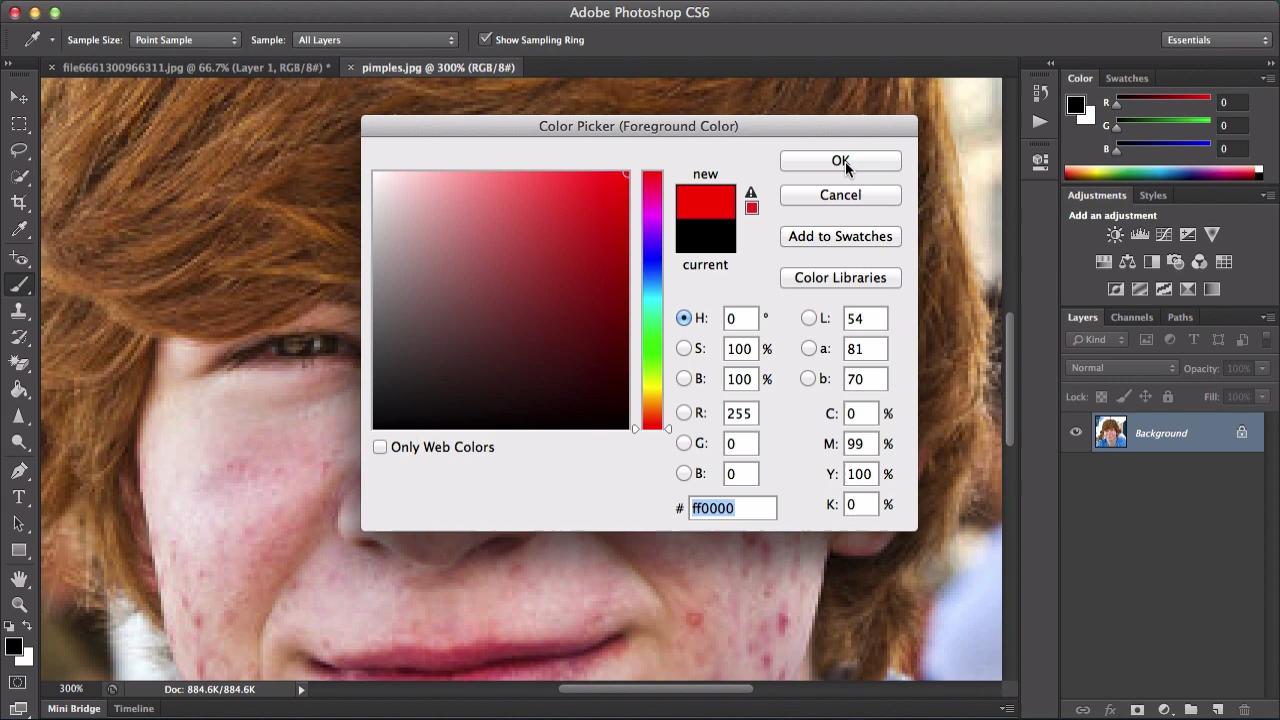 Adobe Photoshop CS6
Sample Size: Point Sample Sample: All Layers Show Sampling Ring Essentials
file6661300966311.jpg @ 66.7% (Layer 1, RGB/8#) * pimples.jpg @ 300% (RGB/8#)
Color Swatches
R 0
G 0
B 0
Adjustments Styles
Add an adjustment
Layers Channels Paths
Kind
Normal Opacity: 100%
Lock: Fill: 100%
Background
Color Picker (Foreground Color)
new
current
OK
Cancel
Add to Swatches
Color Libraries
H: 0 ° L: 54
S: 100 % a: 81
B: 100 % b: 70
R: 255 C: 0 %
G: 0 M: 99 %
B: 0 Y: 100 %
# ff0000 K: 0 %
Only Web Colors
T
300% Doc: 884.6K/884.6K
Mini Bridge Timeline
fx